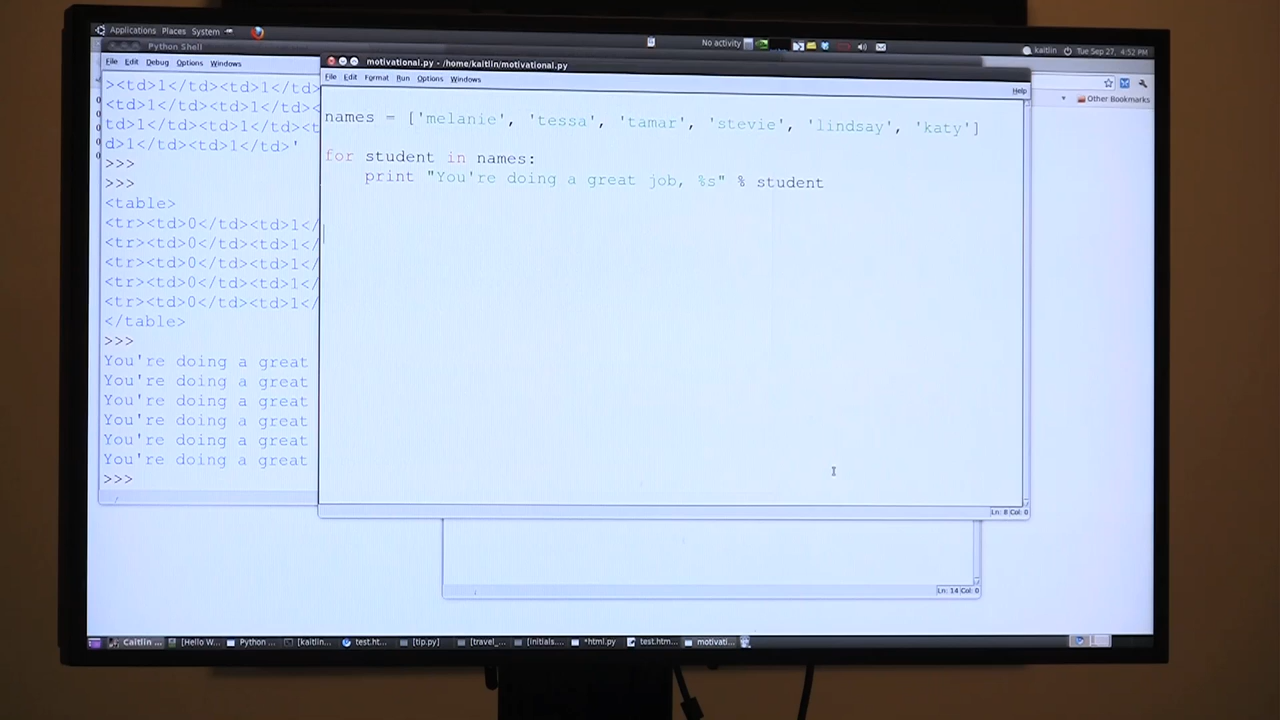 Applications Places System
No activity
kaitlin Tue Sep 27, 4:52 PM
Python Shell
File Edit Debug Options Windows
><td>1</td><td>1</td>
<td>1</td><td>1</td><
td>1</td><td>1</td><t
d>1</td><td>1</td>'
>>>
>>>
<table>
<tr><td>0</td><td>1</
<tr><td>0</td><td>1</
<tr><td>0</td><td>1</
<tr><td>0</td><td>1</
<tr><td>0</td><td>1</
</table>
>>>
You're doing a great
You're doing a great
You're doing a great
You're doing a great
You're doing a great
You're doing a great
>>>
motivational.py - /home/kaitlin/motivational.py
File Edit Format Run Options Windows
Help
names = ['melanie', 'tessa', 'tamar', 'stevie', 'lindsay', 'katy']
for student in names:
print "You're doing a great job, %s" % student
Ln: 8 Col: 0
Other Bookmarks
Ln: 14 Col: 0
Caitlin ... [Hello W... Python ... [kaitlin... test.ht... [tip.py] [travel_... [initials.... *html.py test.htm... motivati...